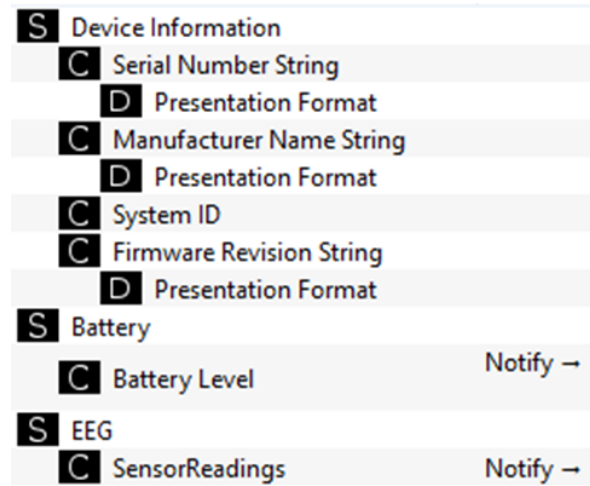 S Device Information
C Serial Number String
D Presentation Format
C Manufacturer Name String
D Presentation Format
C System ID
C Firmware Revision String
D Presentation Format
S Battery
C Battery Level Notify →
S EEG
C SensorReadings Notify →